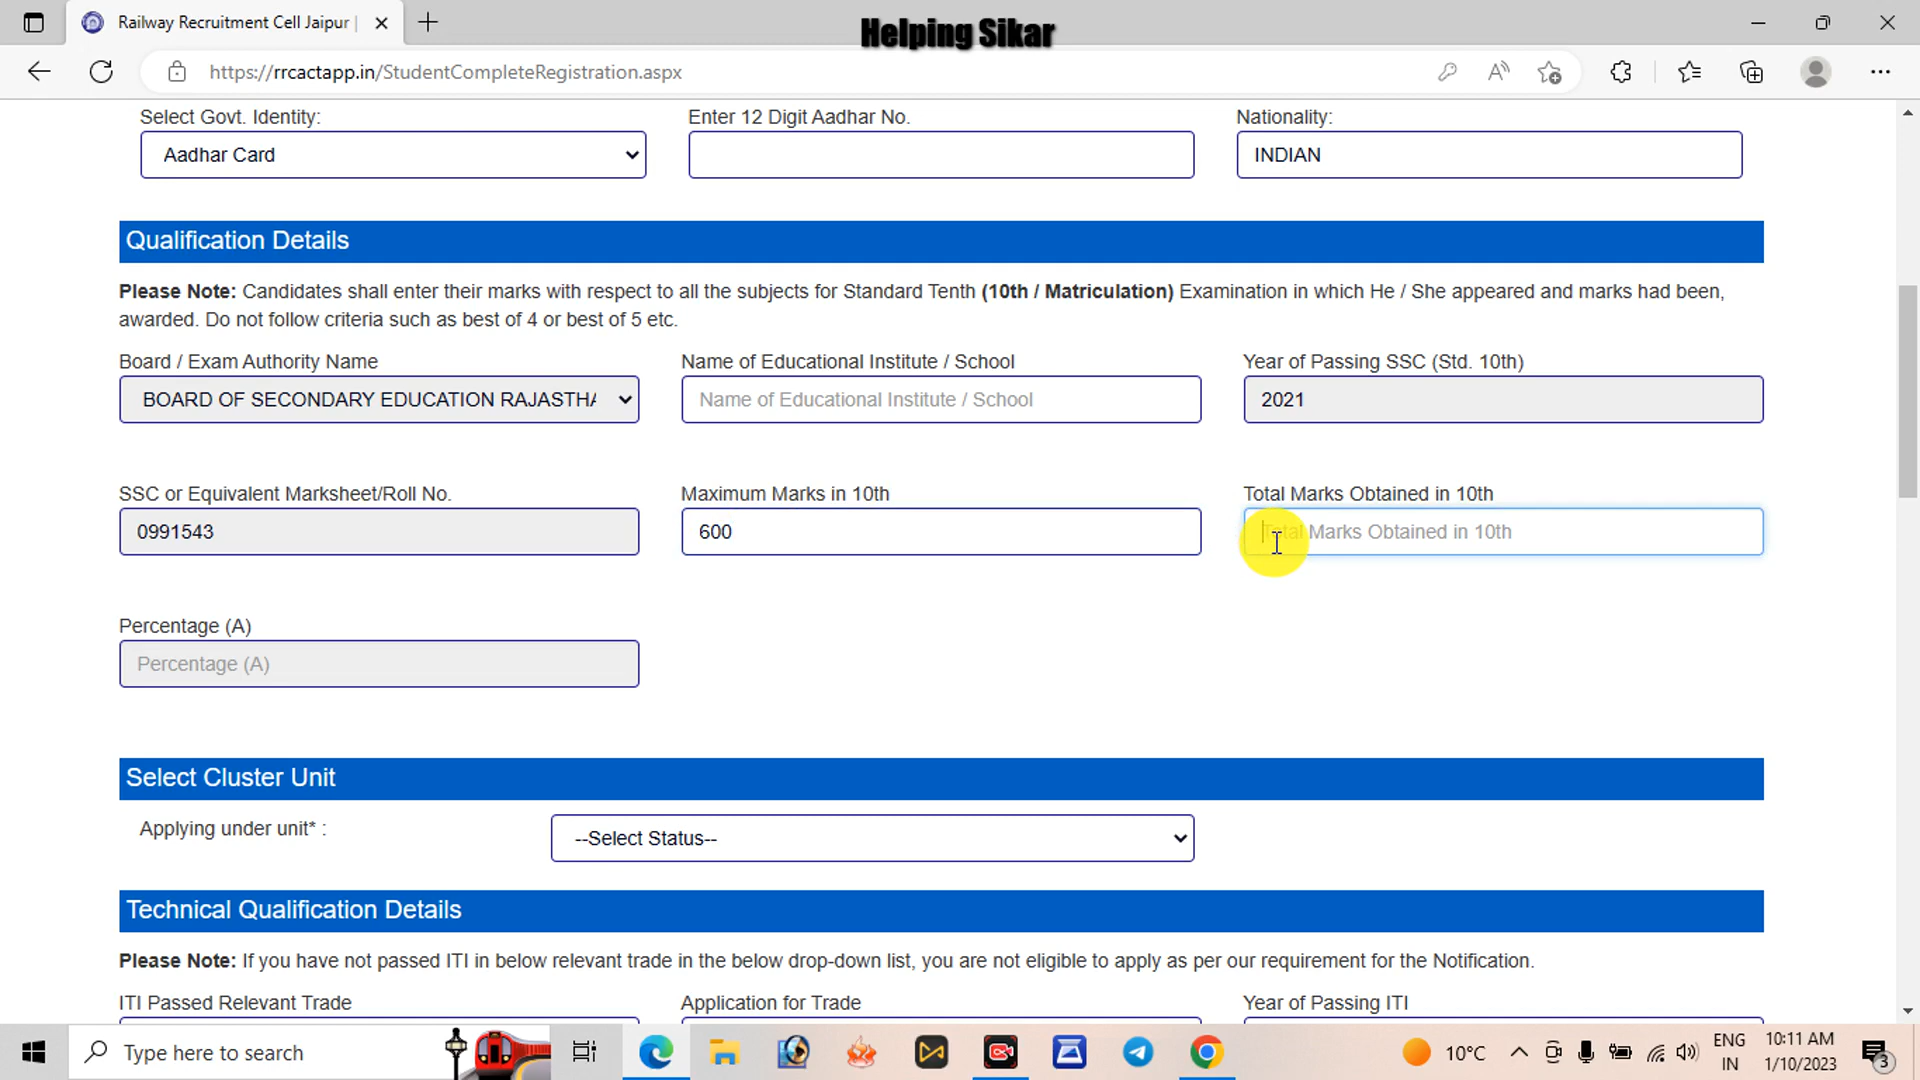 Railway Recruitment Cell Jaipur |
Helping Sikar
https://rrcactapp.in/StudentCompleteRegistration.aspx
Select Govt. Identity:
Enter 12 Digit Aadhar No.
Nationality:
Aadhar Card
INDIAN
Qualification Details
Please Note: Candidates shall enter their marks with respect to all the subjects for Standard Tenth (10th / Matriculation) Examination in which He / She appeared and marks had been,
awarded. Do not follow criteria such as best of 4 or best of 5 etc.
Board / Exam Authority Name
Name of Educational Institute / School
Year of Passing SSC (Std. 10th)
BOARD OF SECONDARY EDUCATION RAJASTHA
Name of Educational Institute / School
2021
SSC or Equivalent Marksheet/Roll No.
Maximum Marks in 10th
Total Marks Obtained in 10th
0991543
600
Total Marks Obtained in 10th
Percentage (A)
Percentage (A)
Select Cluster Unit
Applying under unit* :
--Select Status--
Technical Qualification Details
Please Note: If you have not passed ITI in below relevant trade in the below drop-down list, you are not eligible to apply as per our requirement for the Notification.
ITI Passed Relevant Trade
Application for Trade
Year of Passing ITI
Type here to search
10°C
ENG
IN
10:11 AM
1/10/2023
3